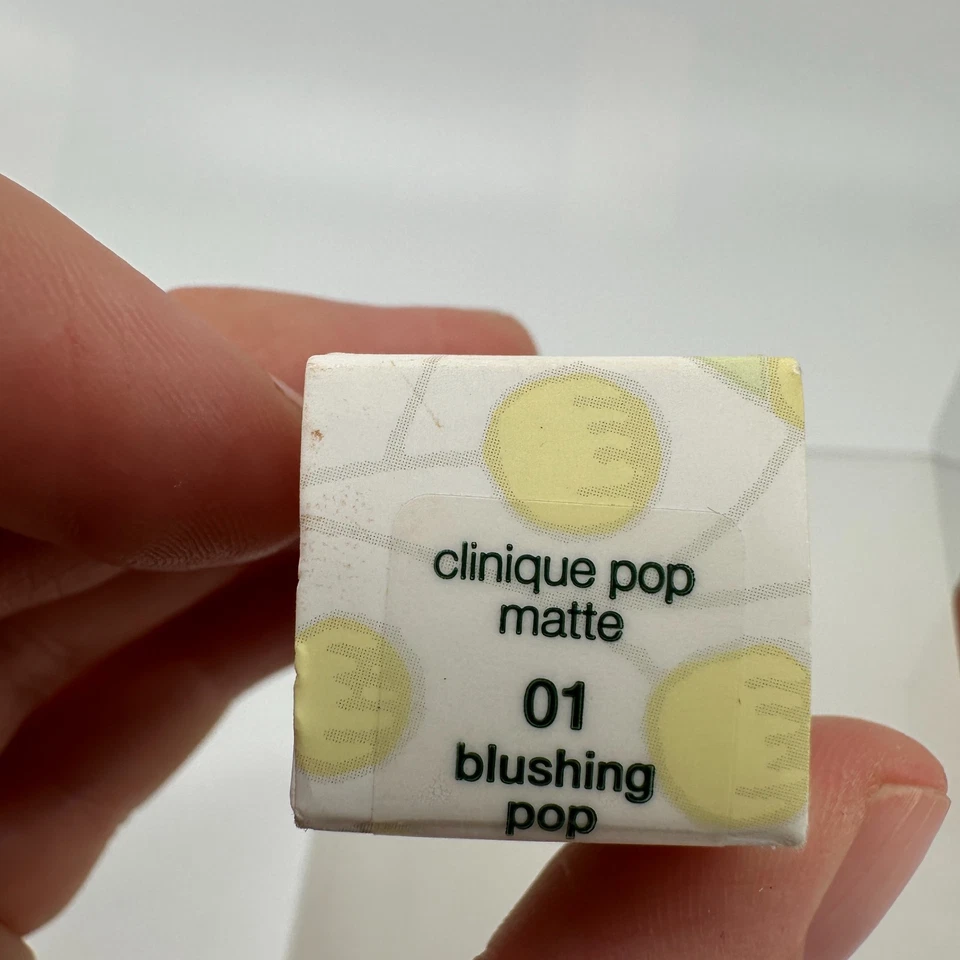 clinique pop
matte
01
blushing
pop